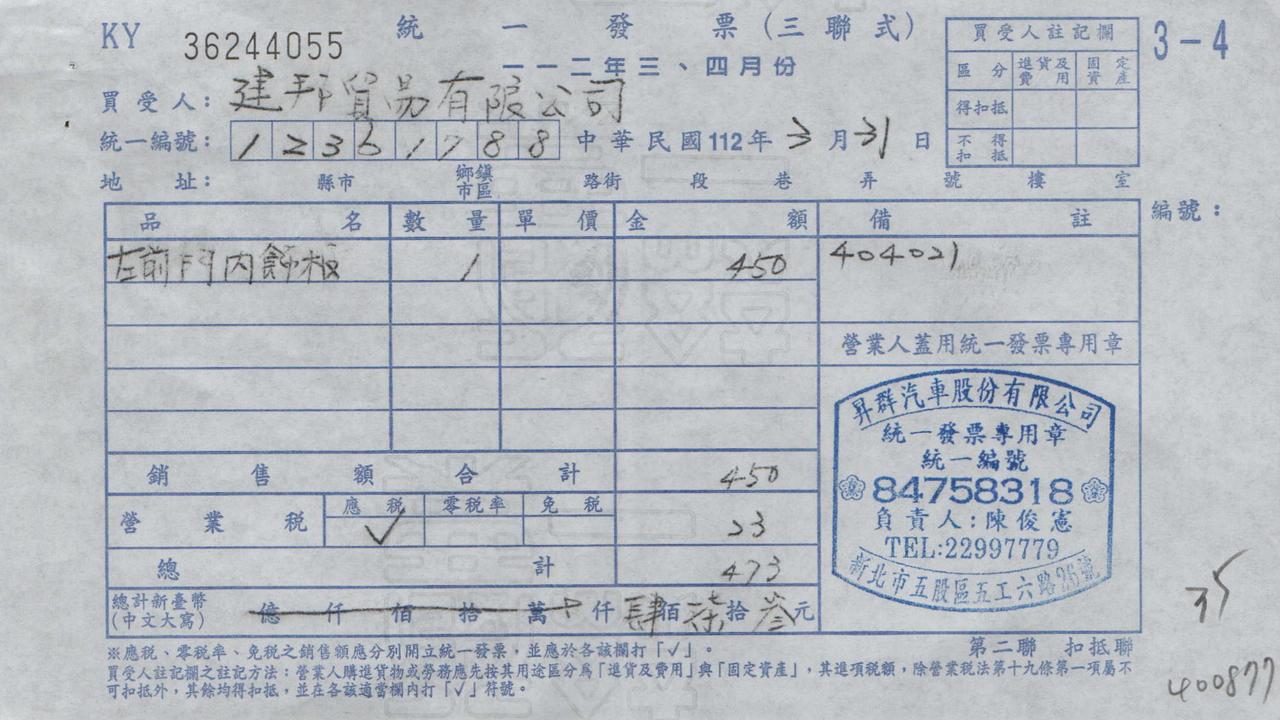 KY 36244055 統一發票(三聯式) 3-4
一一二年三、四月份
買受人註記欄
區分 進貨及費用 固定資產
得扣抵
不得扣抵
買受人: 建邦貿易有限公司
統一編號: 12361788 中華民國112年3月31日
地址: 縣市 鄉鎮市區 路街 段 巷 弄 號 樓 室
品名 數量 單價 金額 備註 編號:
左前門內飾板 1 450 404021
營業人蓋用統一發票專用章
昇群汽車股份有限公司
統一發票專用章
統一編號
84758318
負責人:陳俊憲
TEL:22997779
新北市五股區五工六路26號
銷售額合計 450
營業稅 應稅 ✓ 零稅率 免稅 23
總計 473
總計新臺幣(中文大寫) 億仟佰拾萬仟肆佰柒拾叁元
35
※應稅、零稅率、免稅之銷售額應分別開立統一發票,並應於各該欄打「✓」。
第二聯 扣抵聯
買受人註記欄之註記方法:營業人購進貨物或勞務應先按其用途區分為「進貨及費用」與「固定資產」,其進項稅額,除營業稅法第十九條第一項屬不
可扣抵外,其餘均得扣抵,並在各該適當欄內打「✓」符號。
400877